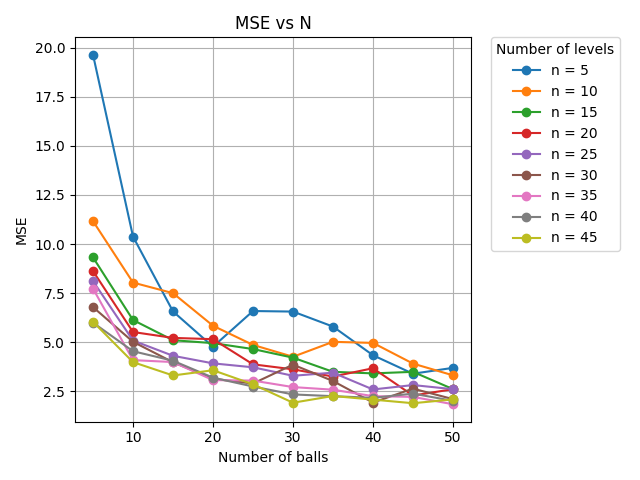 MSE vs N
20.0
17.5
15.0
12.5
10.0
7.5
5.0
2.5
MSE
10
20
30
40
50
Number of balls
Number of levels
n = 5
n = 10
n = 15
n = 20
n = 25
n = 30
n = 35
n = 40
n = 45